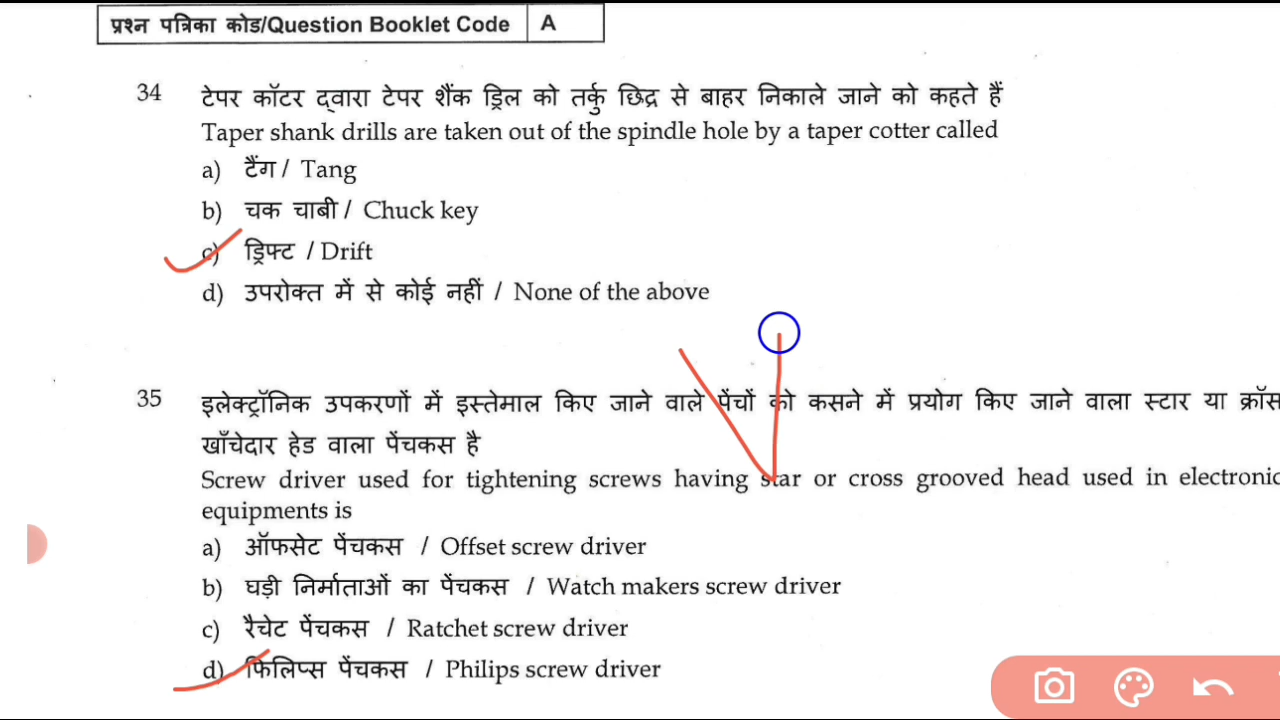 प्रश्न पत्रिका कोड/Question Booklet Code A
34 टेपर कॉटर द्वारा टेपर शैंक ड्रिल को तर्कु छिद्र से बाहर निकाले जाने को कहते हैं
Taper shank drills are taken out of the spindle hole by a taper cotter called
a) टैंग / Tang
b) चक चाबी / Chuck key
c) ड्रिफ्ट / Drift
d) उपरोक्त में से कोई नहीं / None of the above
35 इलेक्ट्रॉनिक उपकरणों में इस्तेमाल किए जाने वाले पेंचों को कसने में प्रयोग किए जाने वाला स्टार या क्रॉस
खाँचेदार हेड वाला पेंचकस है
Screw driver used for tightening screws having star or cross grooved head used in electronic
equipments is
a) ऑफसेट पेंचकस / Offset screw driver
b) घड़ी निर्माताओं का पेंचकस / Watch makers screw driver
c) रैचेट पेंचकस / Ratchet screw driver
d) फिलिप्स पेंचकस / Philips screw driver